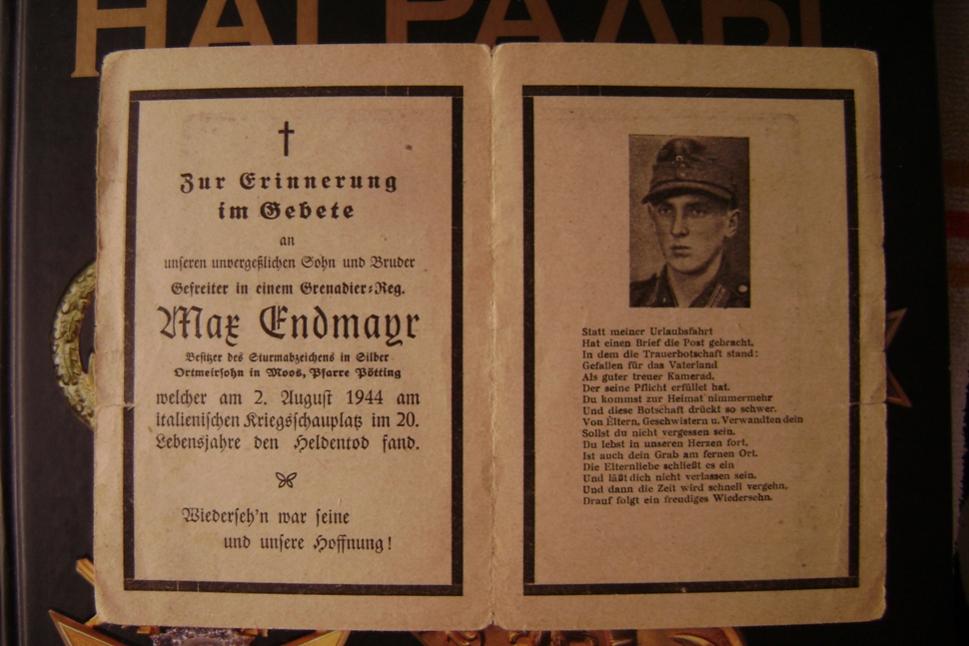 НАГРАДЫ
Zur Erinnerung
im Gebete
an
unseren unvergeßlichen Sohn und Bruder
Gefreiter in einem Grenadier=Reg.
Max Endmayr
Besitzer des Sturmabzeichens in Silber
Ortmeirsohn in Moos, Pfarre Pötting
welcher am 2. August 1944 am
italienischen Kriegsschauplatz im 20.
Lebensjahre den Heldentod fand.
Wiederseh'n war seine
und unsere Hoffnung!
Statt meiner Urlaubsfahrt
Hat einen Brief die Post gebracht,
In dem die Trauerbotschaft stand:
Gefallen für das Vaterland
Als guter treuer Kamerad,
Der seine Pflicht erfüllet hat.
Du kommst zur Heimat nimmermehr
Und diese Botschaft drückt so schwer.
Von Eltern, Geschwistern u. Verwandten dein
Sollst du nicht vergessen sein.
Du lebst in unseren Herzen fort,
Ist auch dein Grab am fernen Ort.
Die Elternliebe schließt es ein
Und läßt dich nicht verlassen sein.
Und dann die Zeit wird schnell vergehn,
Drauf folgt ein freudiges Wiedersehn.